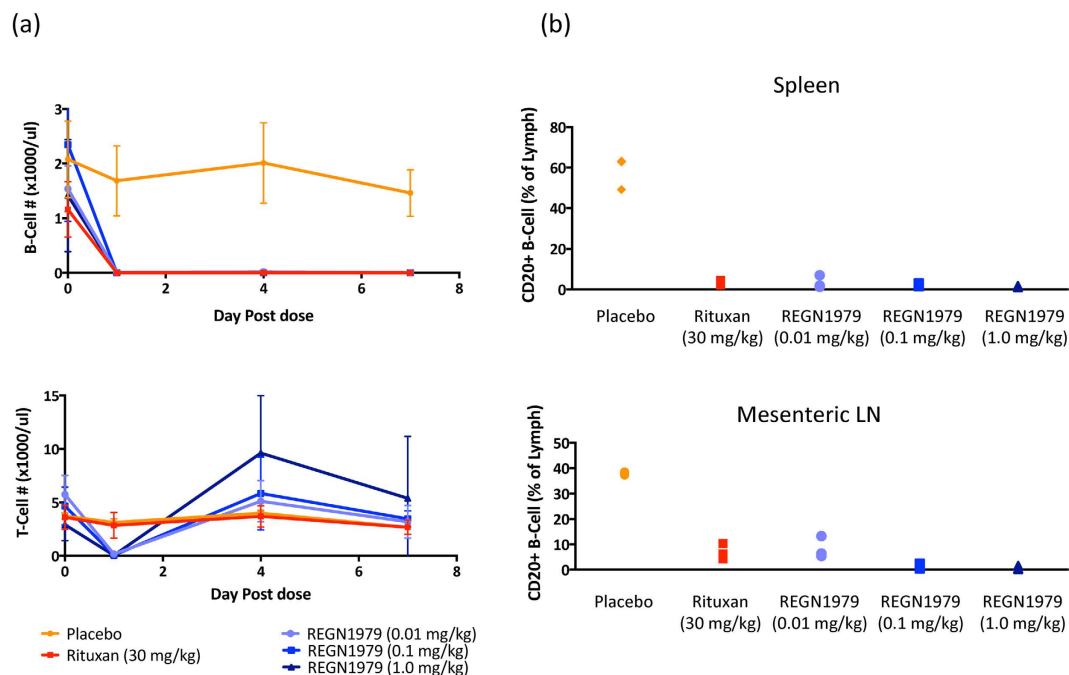 (a)
(b)
B-Cell # (x1000/ul)
3
2
1
0
0
2
4
6
8
Day Post dose
T-Cell # (x1000/ul)
15
10
5
0
0
2
4
6
8
Day Post dose
Placebo
Rituxan (30 mg/kg)
REGN1979 (0.01 mg/kg)
REGN1979 (0.1 mg/kg)
REGN1979 (1.0 mg/kg)
Spleen
CD20+ B-Cell (% of Lymph)
80
60
40
20
0
Placebo
Rituxan
(30 mg/kg)
REGN1979
(0.01 mg/kg)
REGN1979
(0.1 mg/kg)
REGN1979
(1.0 mg/kg)
Mesenteric LN
CD20+ B-Cell (% of Lymph)
50
40
30
20
10
0
Placebo
Rituxan
(30 mg/kg)
REGN1979
(0.01 mg/kg)
REGN1979
(0.1 mg/kg)
REGN1979
(1.0 mg/kg)